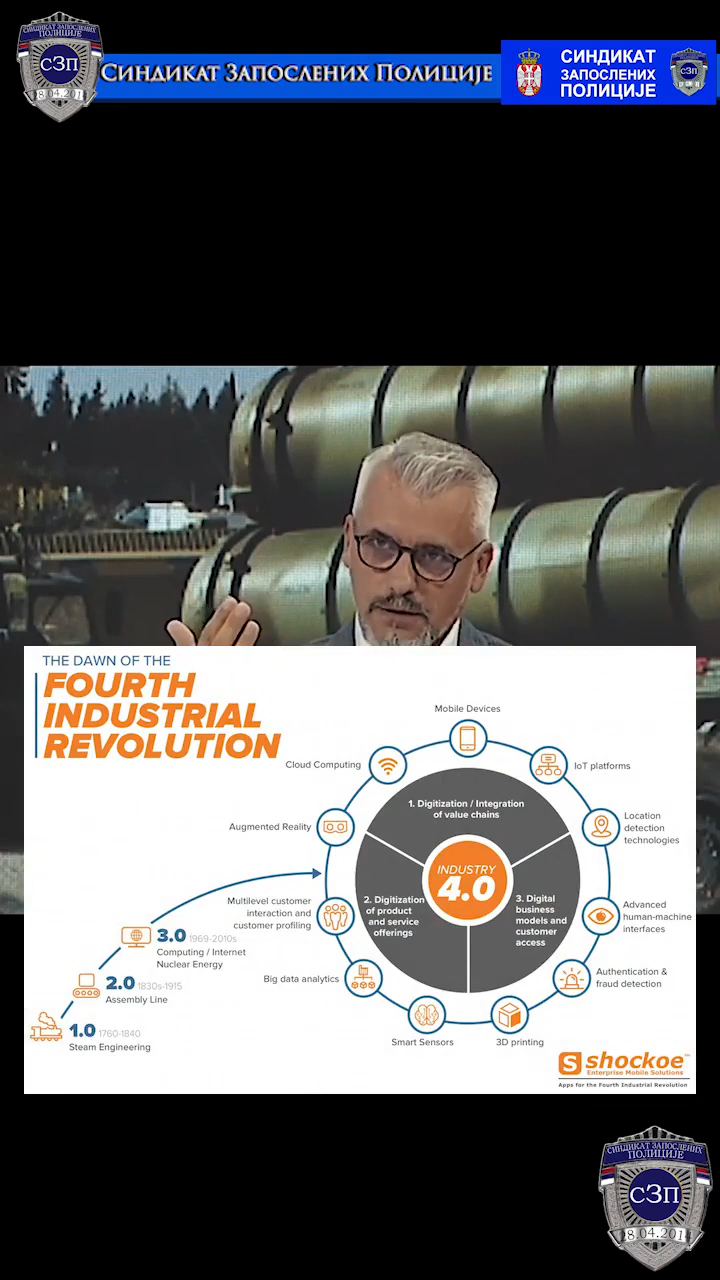 СИНДИКАТ ЗАПОСЛЕНИХ
ПОЛИЦИЈЕ
СЗП
28.04.201
СИНДИКАТ ЗАПОСЛЕНИХ ПОЛИЦИЈЕ
СИНДИКАТ
ЗАПОСЛЕНИХ
ПОЛИЦИЈЕ
СЗП
THE DAWN OF THE
FOURTH
INDUSTRIAL
REVOLUTION
Mobile Devices
Cloud Computing
IoT platforms
1. Digitization / Integration
of value chains
Augmented Reality
Location
detection
technologies
INDUSTRY
4.0
2. Digitization
of product
and service
offerings
3. Digital
business
models and
customer
access
Multilevel customer
interaction and
customer profiling
Advanced
human-machine
interfaces
3.0 1969-2010s
Computing / Internet
Nuclear Energy
Big data analytics
Authentication &
fraud detection
2.0 1830s-1915
Assembly Line
Smart Sensors
3D printing
1.0 1760-1840
Steam Engineering
S shockoe
Enterprise Mobile Solutions
Apps for the Fourth Industrial Revolution
СИНДИКАТ ЗАПОСЛЕНИХ
ПОЛИЦИЈЕ
СЗП
28.04.201